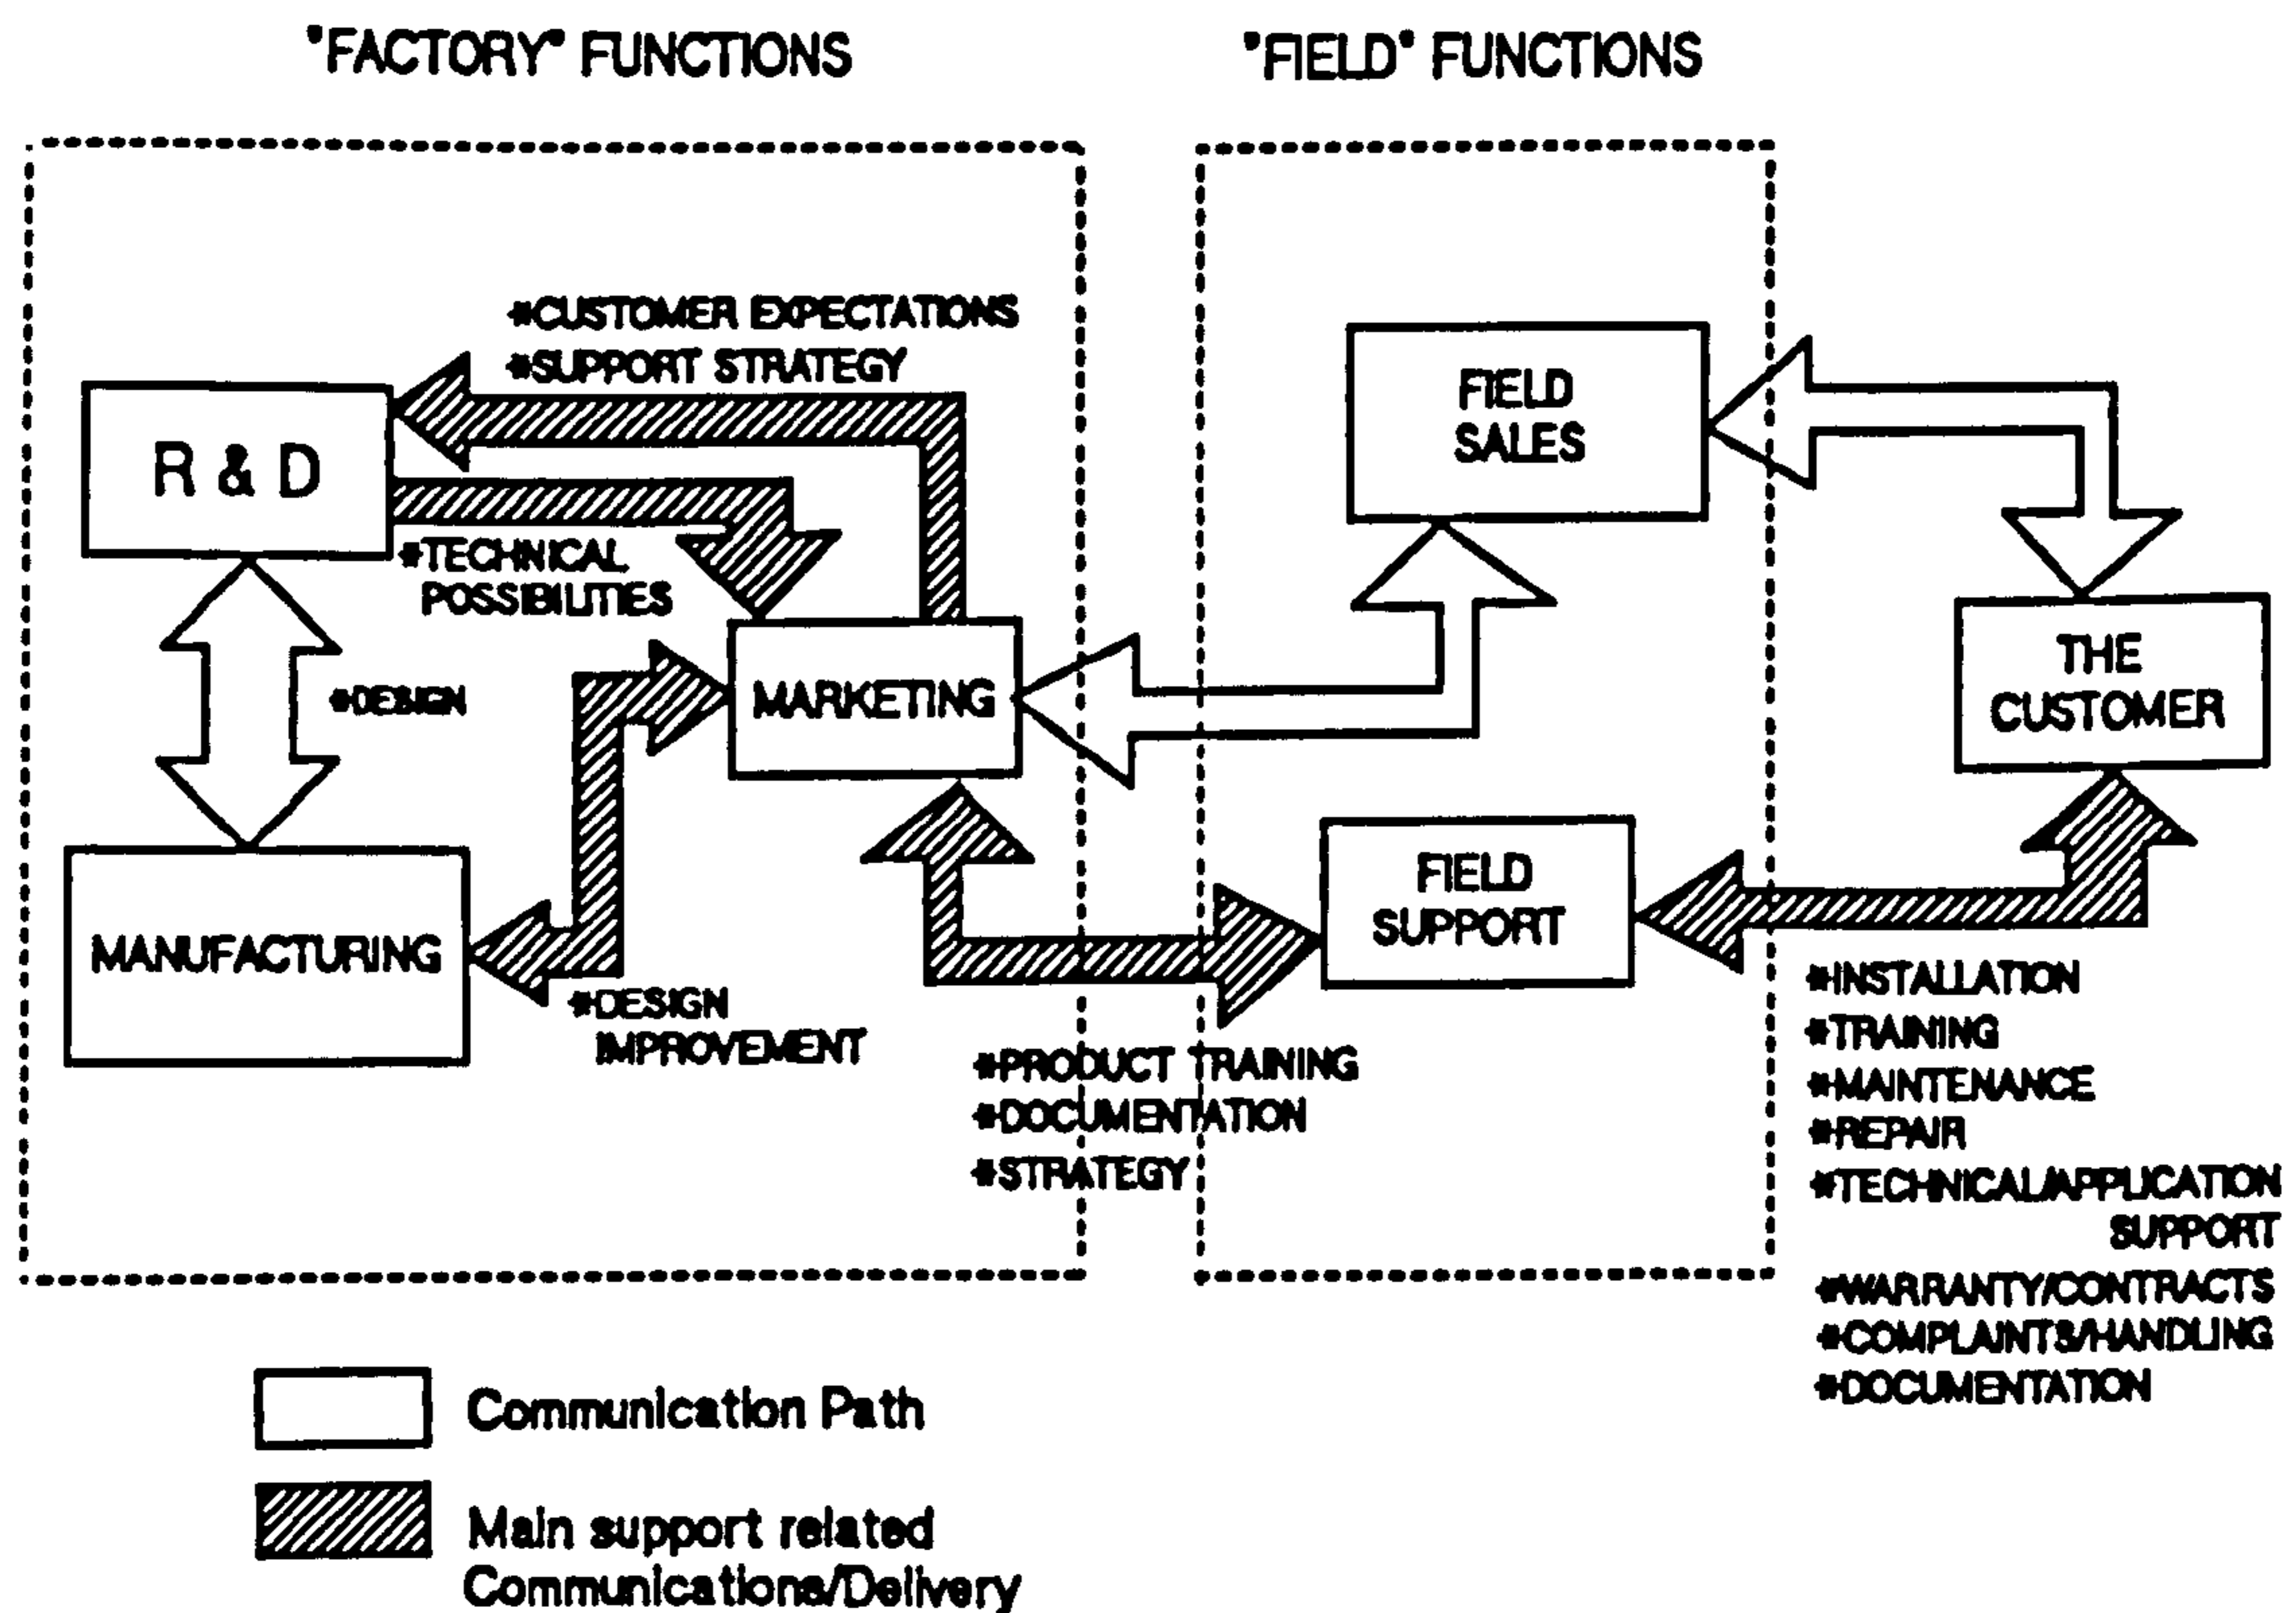 "FACTORY" FUNCTIONS
"FIELD" FUNCTIONS
*CUSTOMER EXPECTATIONS
*SUPPORT STRATEGY
R & D
*TECHNICAL
POSSIBILITIES
*DESIGN
MARKETING
MANUFACTURING
*DESIGN
IMPROVEMENT
FIELD
SALES
THE
CUSTOMER
FIELD
SUPPORT
*PRODUCT TRAINING
*DOCUMENTATION
*STRATEGY
*INSTALLATION
*TRAINING
*MAINTENANCE
*REPAIR
*TECHNICAL/APPLICATION
SUPPORT
*WARRANTY/CONTRACTS
*COMPLAINTS/HANDLING
*DOCUMENTATION
Communication Path
Main support related
Communications/Delivery